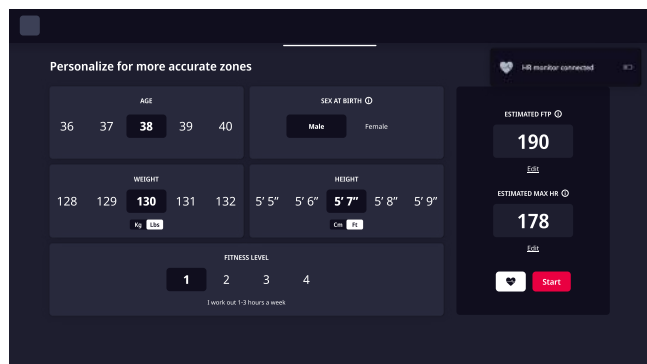 Personalize for more accurate zones
HR monitor connected
AGE
36 37 38 39 40
SEX AT BIRTH
Male Female
WEIGHT
128 129 130 131 132
Kg Lbs
HEIGHT
5' 5" 5' 6" 5' 7" 5' 8" 5' 9"
Cm Ft
FITNESS LEVEL
1 2 3 4
I work out 1-3 hours a week
ESTIMATED FTP
190
Edit
ESTIMATED MAX HR
178
Edit
Start